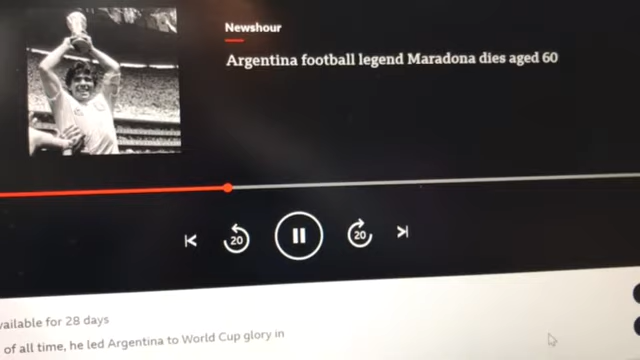 Newshour
Argentina football legend Maradona dies aged 60
20
20
vailable for 28 days
of all time, he led Argentina to World Cup glory in